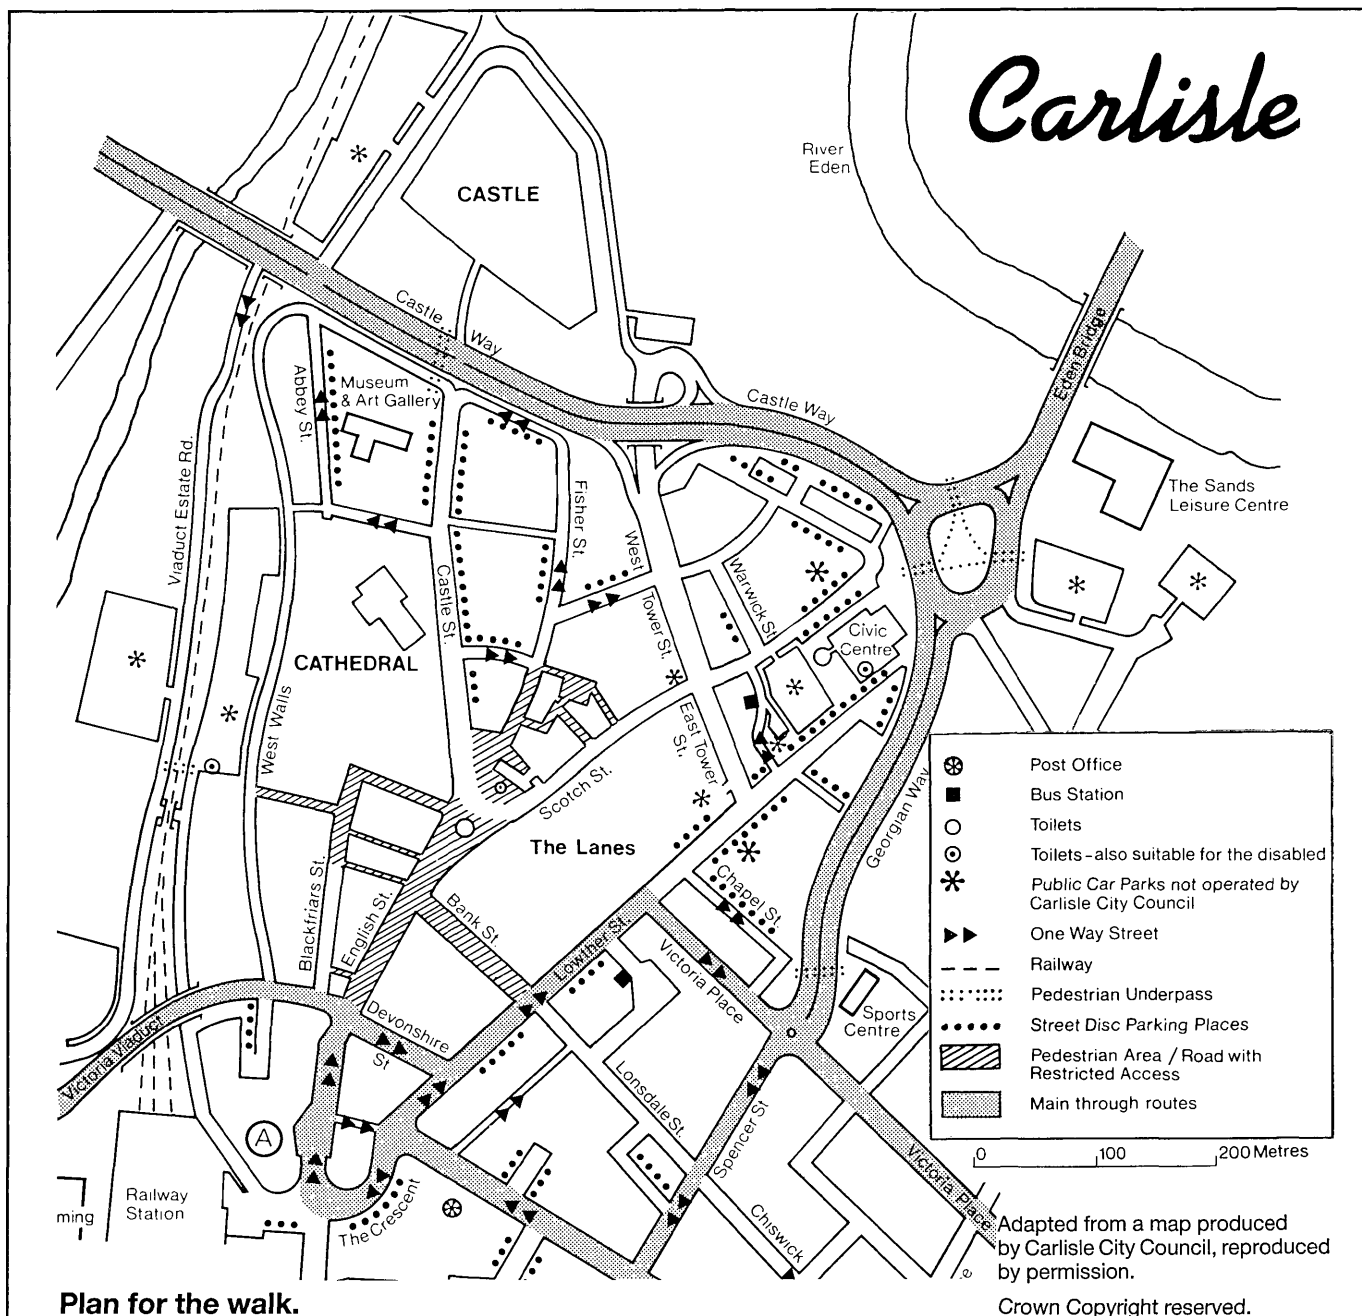 Carlisle
River
Eden
CASTLE
Castle
Way
Castle Way
Eden Bridge
Museum
& Art Gallery
Abbey St.
Viaduct Estate Rd.
Fisher St.
West
Tower St.
Warwick St.
The Sands
Leisure Centre
Castle St.
Civic
Centre
CATHEDRAL
West Walls
East Tower
St.
Scotch St.
The Lanes
Georgian Way
Post Office
Bus Station
Toilets
Toilets-also suitable for the disabled
Public Car Parks not operated by
Carlisle City Council
One Way Street
Railway
Pedestrian Underpass
Street Disc Parking Places
Pedestrian Area / Road with
Restricted Access
Main through routes
0 100 200 Metres
Chapel St.
Blackfriars St.
English St.
Bank St.
Lowther St.
Victoria Place
Devonshire
St
Sports
Centre
Victoria Viaduct
Lonsdale St.
Spencer St
Victoria Place
A
Railway
Station
ming
The Crescent
Chiswick
e
Adapted from a map produced
by Carlisle City Council, reproduced
by permission.
Plan for the walk.
Crown Copyright reserved.